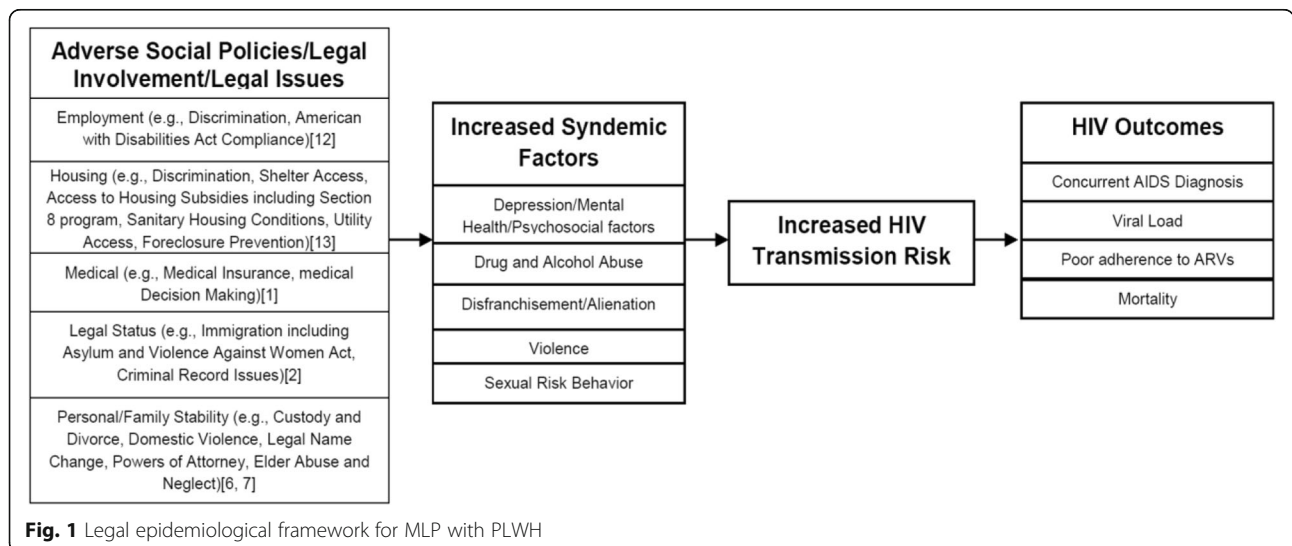 Adverse Social Policies/Legal
Involvement/Legal Issues
Employment (e.g., Discrimination, American
with Disabilities Act Compliance)[12]
Housing (e.g., Discrimination, Shelter Access,
Access to Housing Subsidies including Section
8 program, Sanitary Housing Conditions, Utility
Access, Foreclosure Prevention)[13]
Medical (e.g., Medical Insurance, medical
Decision Making)[1]
Legal Status (e.g., Immigration including
Asylum and Violence Against Women Act,
Criminal Record Issues)[2]
Personal/Family Stability (e.g., Custody and
Divorce, Domestic Violence, Legal Name
Change, Powers of Attorney, Elder Abuse and
Neglect)[6, 7]
Increased Syndemic
Factors
Depression/Mental
Health/Psychosocial factors
Drug and Alcohol Abuse
Disfranchisement/Alienation
Violence
Sexual Risk Behavior
Increased HIV
Transmission Risk
HIV Outcomes
Concurrent AIDS Diagnosis
Viral Load
Poor adherence to ARVs
Mortality
Fig. 1 Legal epidemiological framework for MLP with PLWH